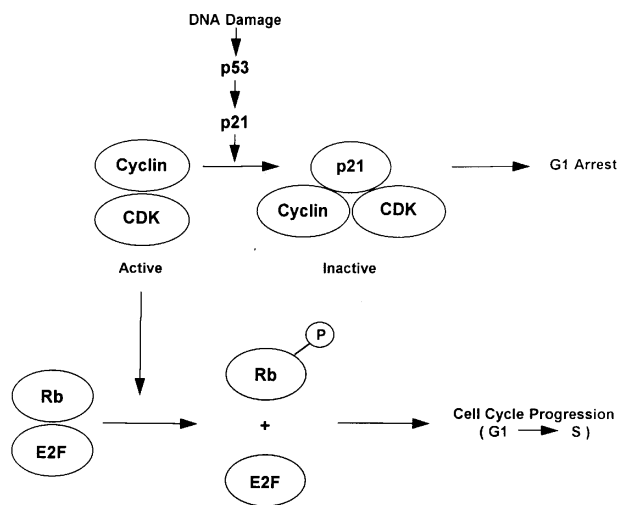 DNA Damage
p53
p21
Cyclin
CDK
Active
p21
Cyclin
CDK
Inactive
G1 Arrest
Rb
E2F
P
Rb
+
E2F
Cell Cycle Progression
( G1 → S )